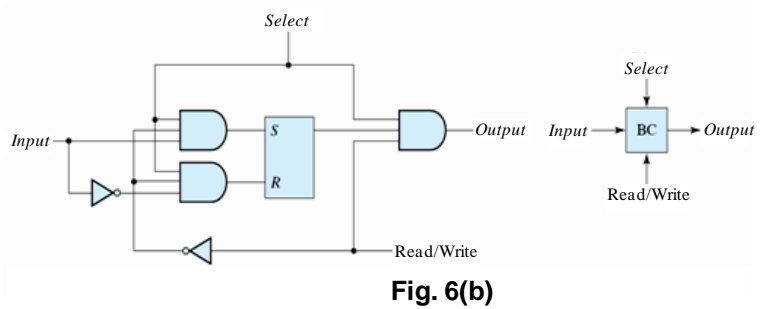 Select
Input
S
R
Output
Read/Write
Select
Input
BC
Output
Read/Write
Fig. 6(b)